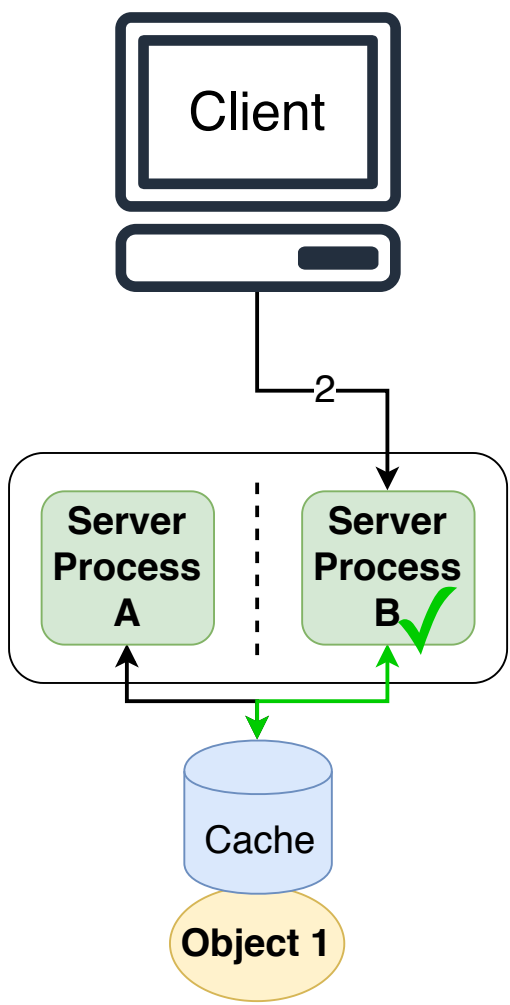 Client
2
Server
Process
A
Server
Process
B
Cache
Object 1